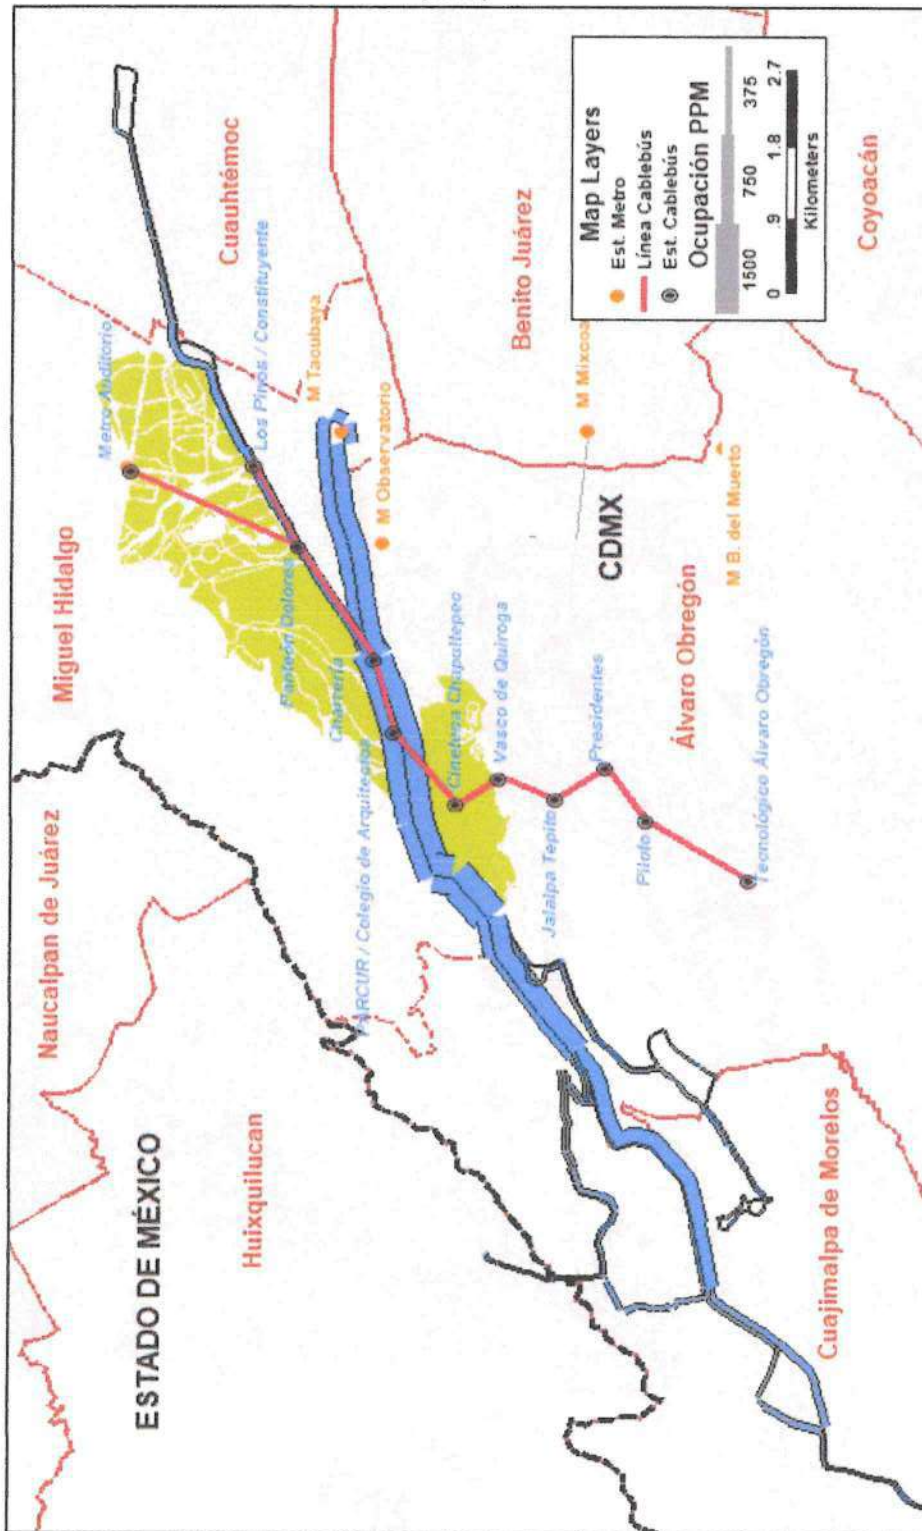 ESTADO DE MÉXICO
Naucalpan de Juárez
Huixquilucan
Miguel Hidalgo
Cuauhtémoc
Metro Auditorio
Los Pinos / Constituyente
Panteón Dolores
Charrería
PARCUR / Colegio de Arquitectos
M Tacubaya
M Observatorio
Cineteca Chapultepec
Vasco de Quiroga
Jalalpa Tepito
Presidentes
Piloto
Tecnológico Álvaro Obregón
Benito Juárez
M Mixcoa
CDMX
Álvaro Obregón
M B. del Muerto
Cuajimalpa de Morelos
Coyoacán
Map Layers
Est. Metro
Línea Cablebús
Est. Cablebús
Ocupación PPM
1500 750 375
0 .9 1.8 2.7
Kilometers